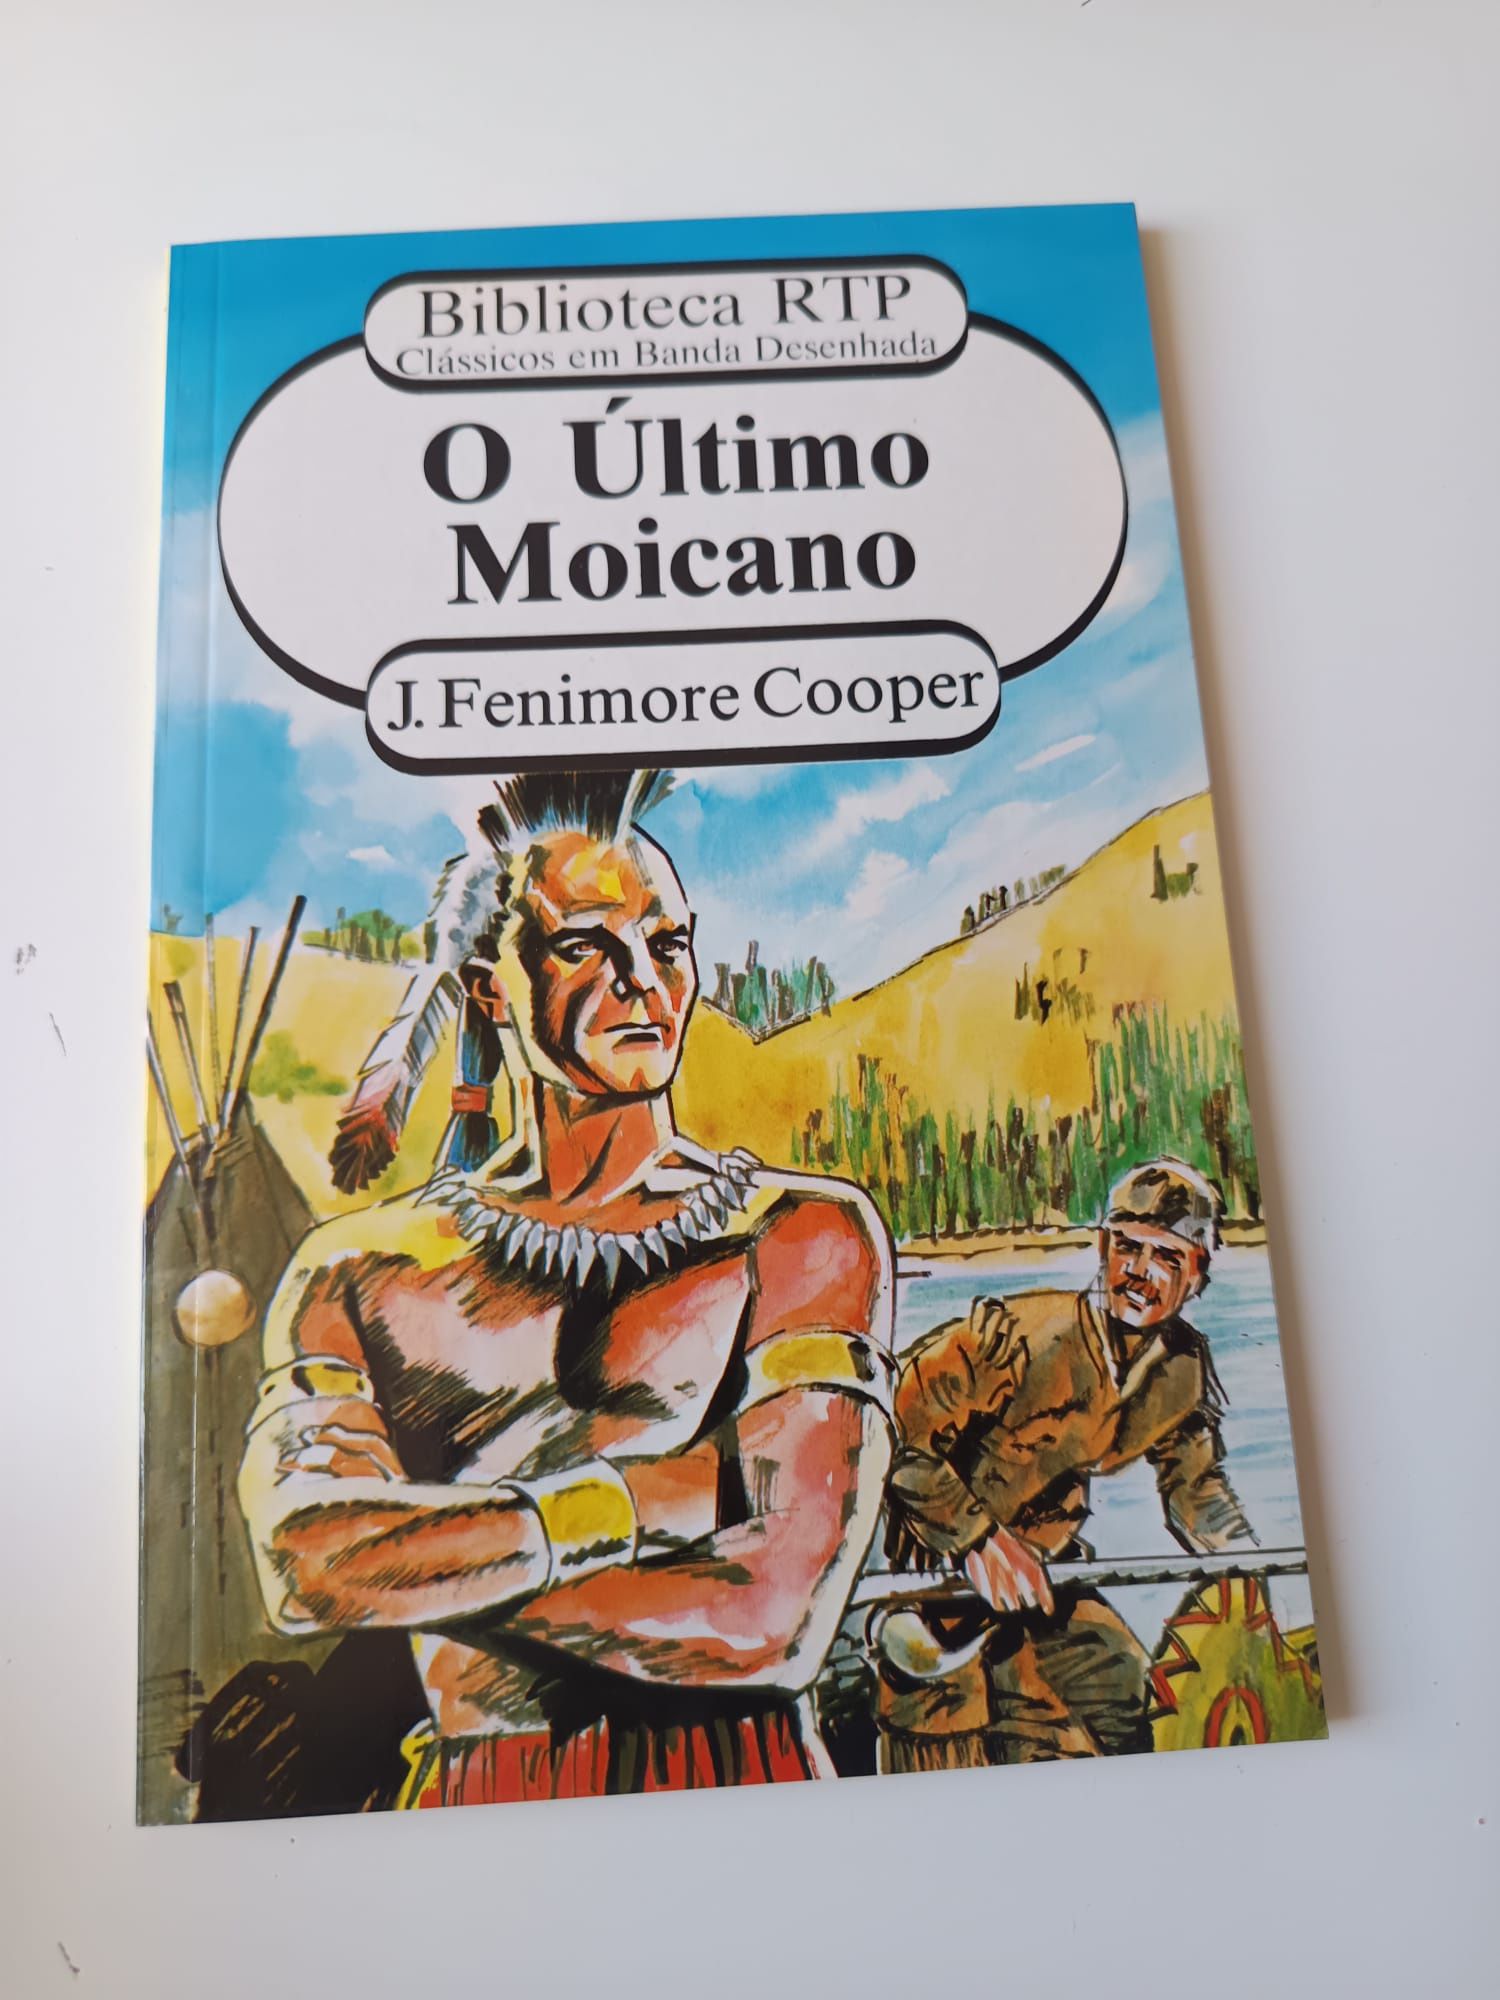 Biblioteca RTP
Clássicos em Banda Desenhada
O Último
Moicano
J. Fenimore Cooper